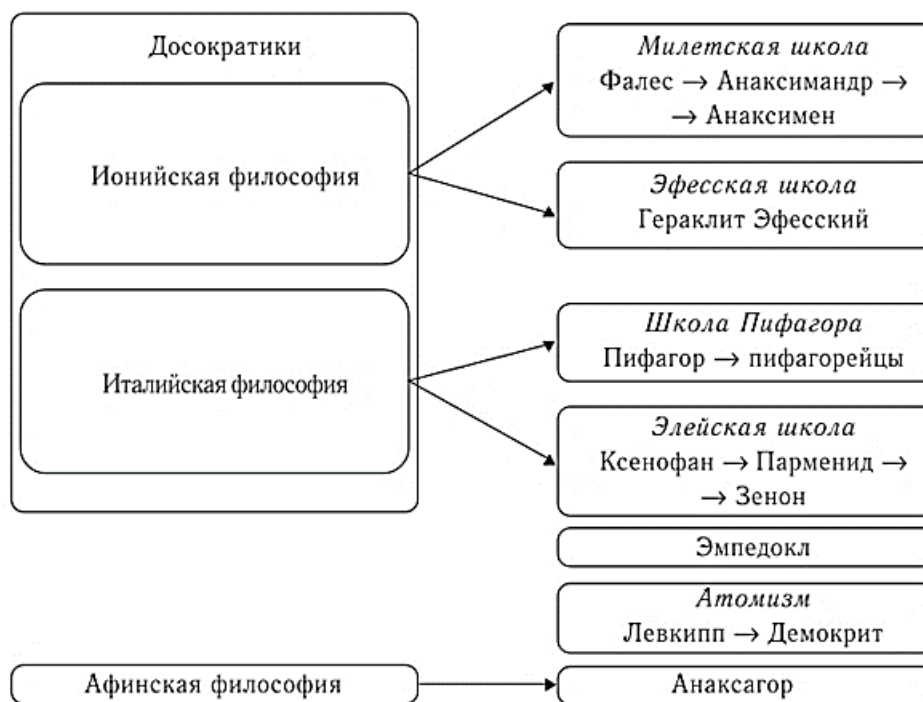 Досократики
Ионийская философия
Италийская философия
Афинская философия
Милетская школа
Фалес → Анаксимандр →
→ Анаксимен
Эфесская школа
Гераклит Эфесский
Школа Пифагора
Пифагор → пифагорейцы
Элейская школа
Ксенофан → Парменид →
→ Зенон
Эмпедокл
Атомизм
Левкипп → Демокрит
Анаксагор